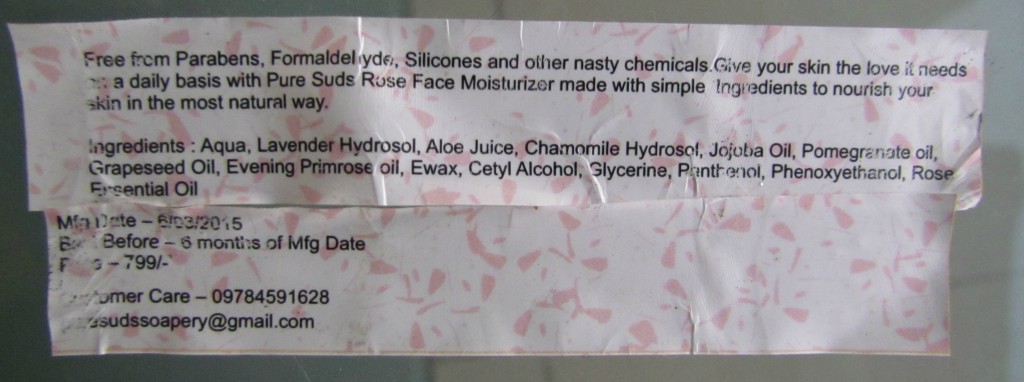 Free from Parabens, Formaldehyde, Silicones and other nasty chemicals.Give your skin the love it needs
a daily basis with Pure Suds Rose Face Moisturizer made with simple Ingredients to nourish your
skin in the most natural way.
Ingredients : Aqua, Lavender Hydrosol, Aloe Juice, Chamomile Hydrosol, Jojoba Oil, Pomegranate oil,
Grapeseed Oil, Evening Primrose oil, Ewax, Cetyl Alcohol, Glycerine, Panthenol, Phenoxyethanol, Rose
Essential Oil
Mfg Date – 6/03/2015
Before – 6 months of Mfg Date
– 799/-
Customer Care – 09784591628
puresudssoapery@gmail.com